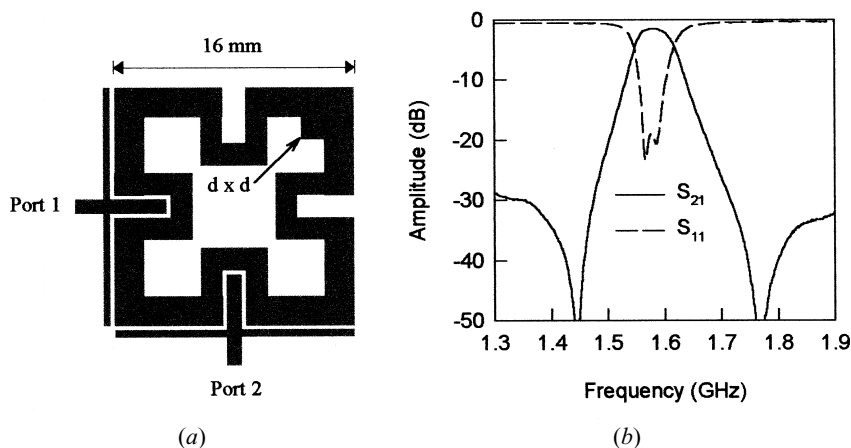 16 mm
d x d
Port 1
Port 2
(a)
Amplitude (dB)
0
-10
-20
-30
-40
-50
S21
S11
1.3 1.4 1.5 1.6 1.7 1.8 1.9
Frequency (GHz)
(b)